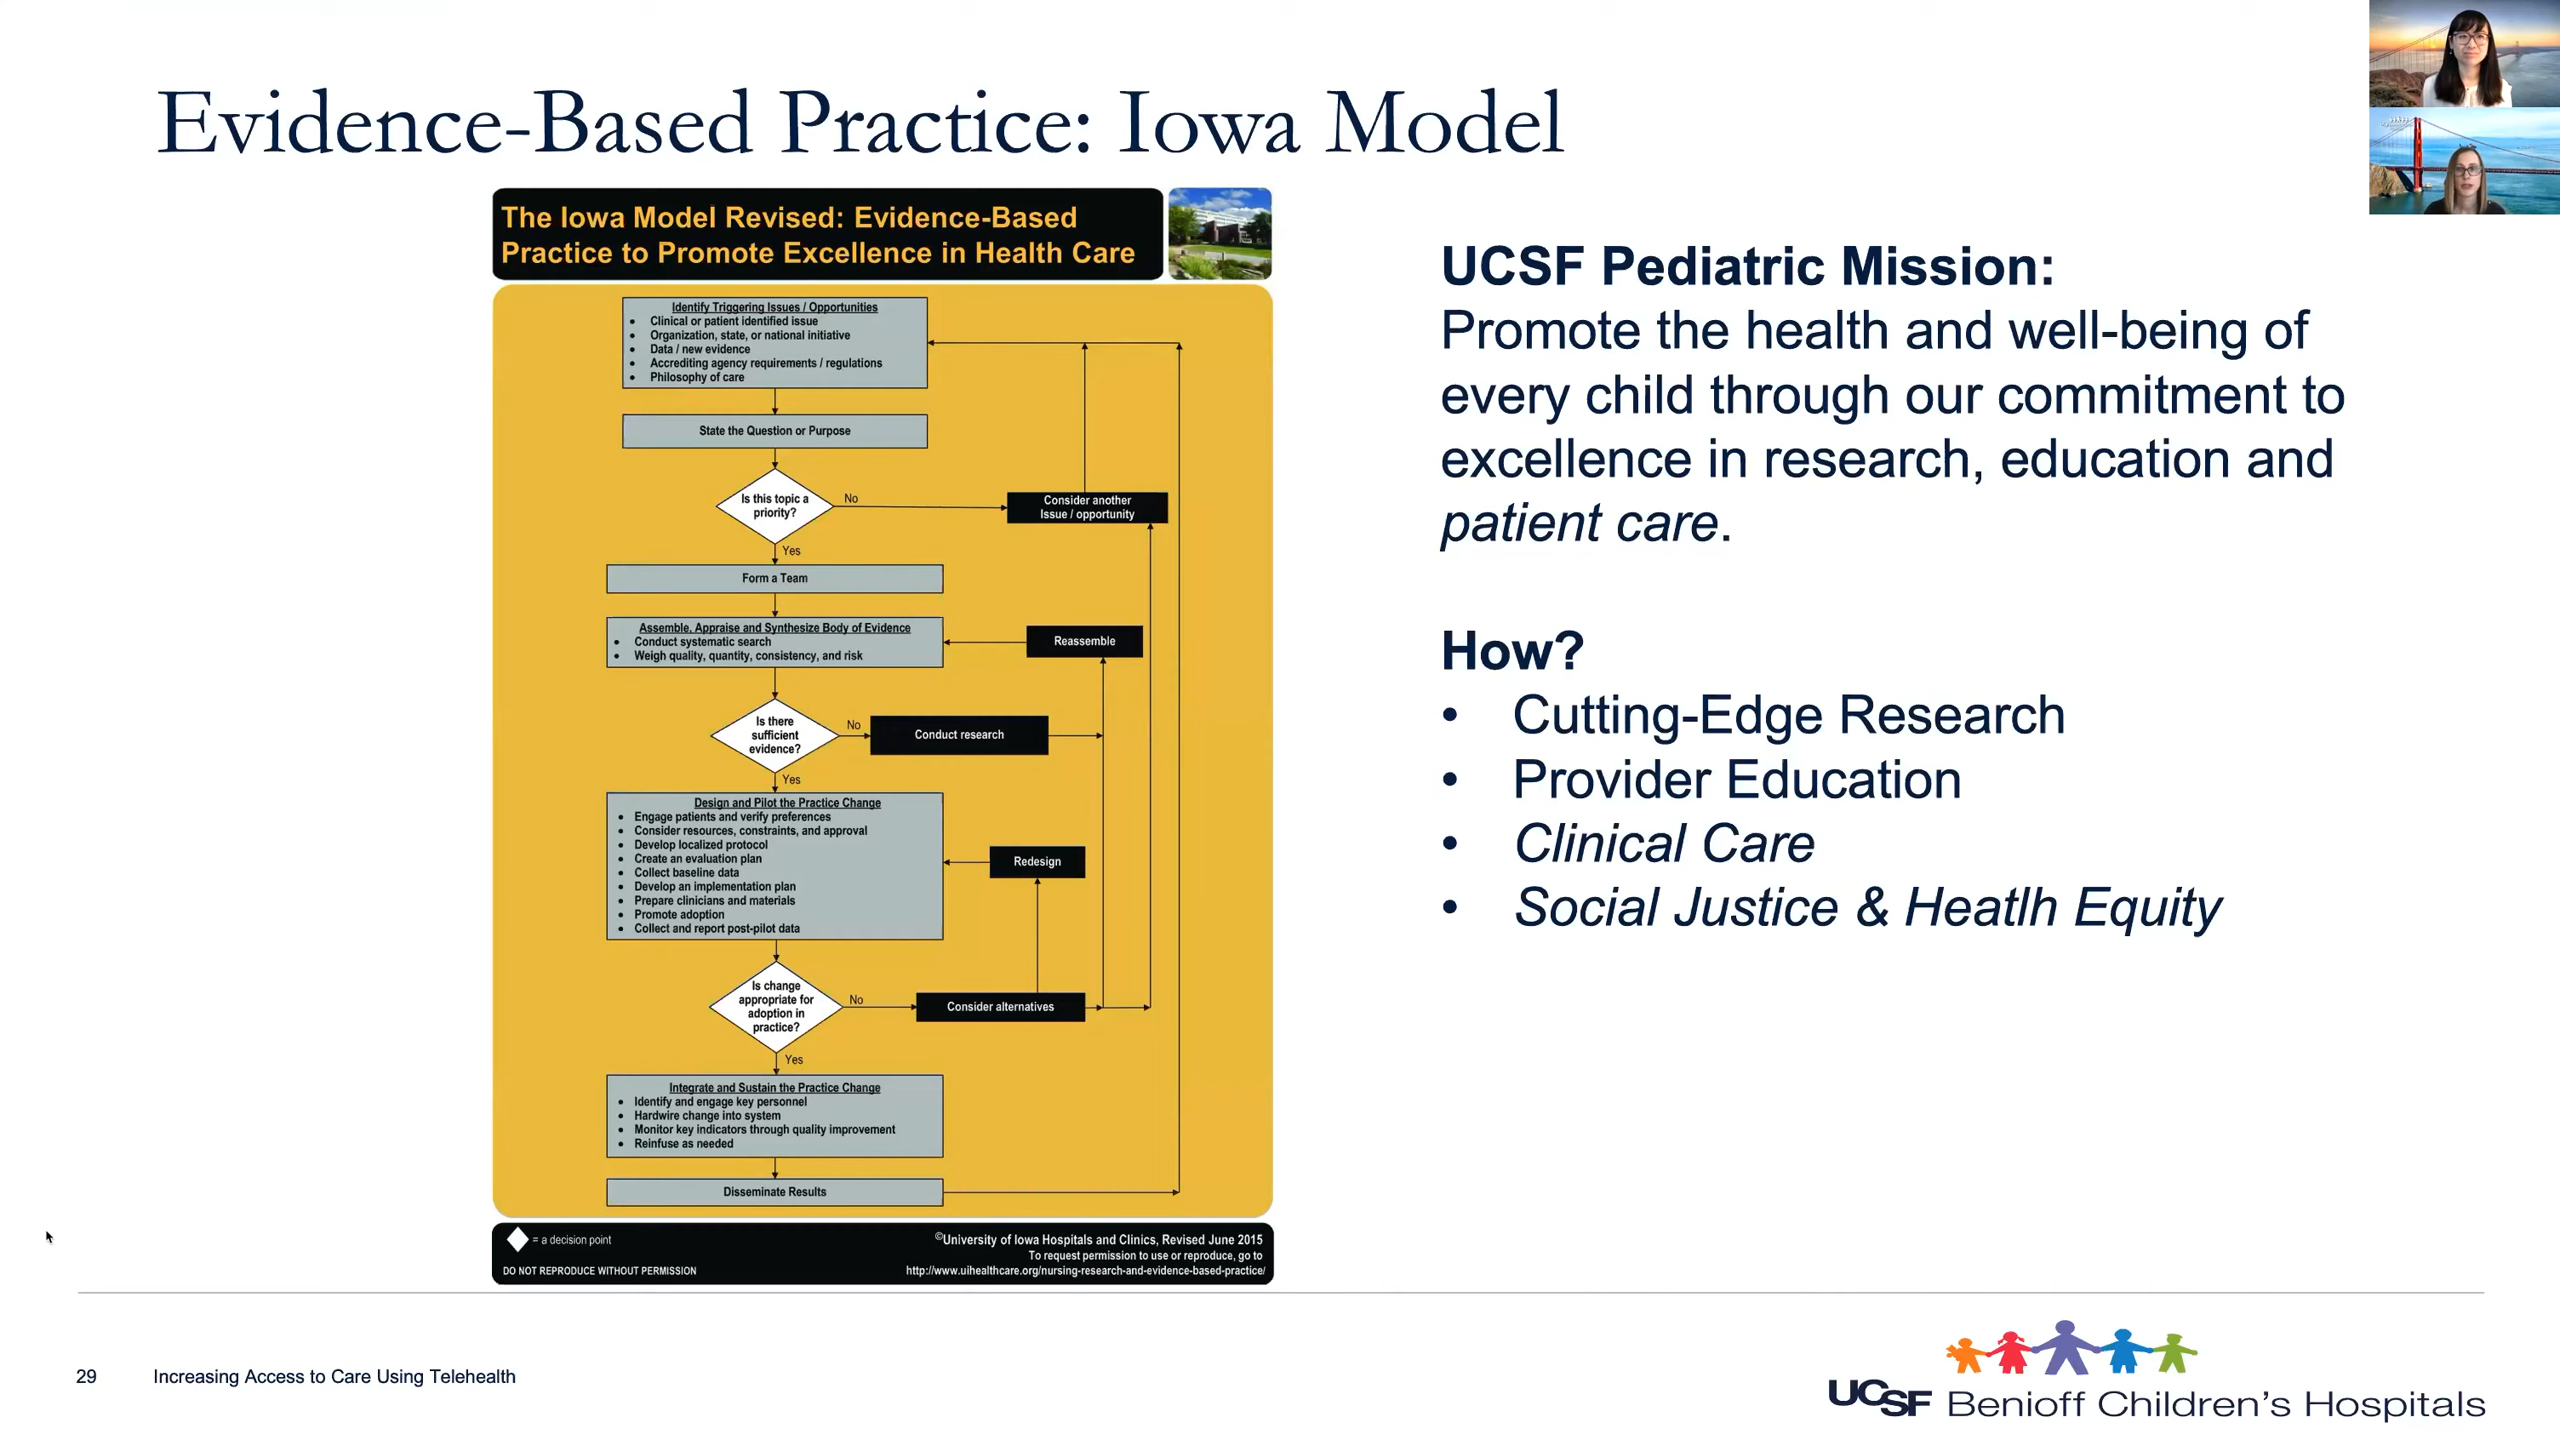 Evidence-Based Practice: Iowa Model
The Iowa Model Revised: Evidence-Based
Practice to Promote Excellence in Health Care
Identify Triggering Issues / Opportunities
• Clinical or patient identified issue
• Organization, state, or national initiative
• Data / new evidence
• Accrediting agency requirements / regulations
• Philosophy of care
State the Question or Purpose
Is this topic a
priority?
No
Consider another
Issue / opportunity
Yes
Form a Team
Assemble, Appraise and Synthesize Body of Evidence
• Conduct systematic search
• Weigh quality, quantity, consistency, and risk
Reassemble
Is there
sufficient
evidence?
No
Conduct research
Yes
Design and Pilot the Practice Change
• Engage patients and verify preferences
• Consider resources, constraints, and approval
• Develop localized protocol
• Create an evaluation plan
• Collect baseline data
• Develop an implementation plan
• Prepare clinicians and materials
• Promote adoption
• Collect and report post-pilot data
Redesign
Is change
appropriate for
adoption in
practice?
No
Consider alternatives
Yes
Integrate and Sustain the Practice Change
• Identify and engage key personnel
• Hardwire change into system
• Monitor key indicators through quality improvement
• Reinfuse as needed
Disseminate Results
= a decision point
DO NOT REPRODUCE WITHOUT PERMISSION
©University of Iowa Hospitals and Clinics, Revised June 2015
To request permission to use or reproduce, go to
http://www.uihealthcare.org/nursing-research-and-evidence-based-practice/
UCSF Pediatric Mission:
Promote the health and well-being of
every child through our commitment to
excellence in research, education and
patient care.
How?
• Cutting-Edge Research
• Provider Education
• Clinical Care
• Social Justice & Heatlh Equity
29
Increasing Access to Care Using Telehealth
UCSF Benioff Children's Hospitals